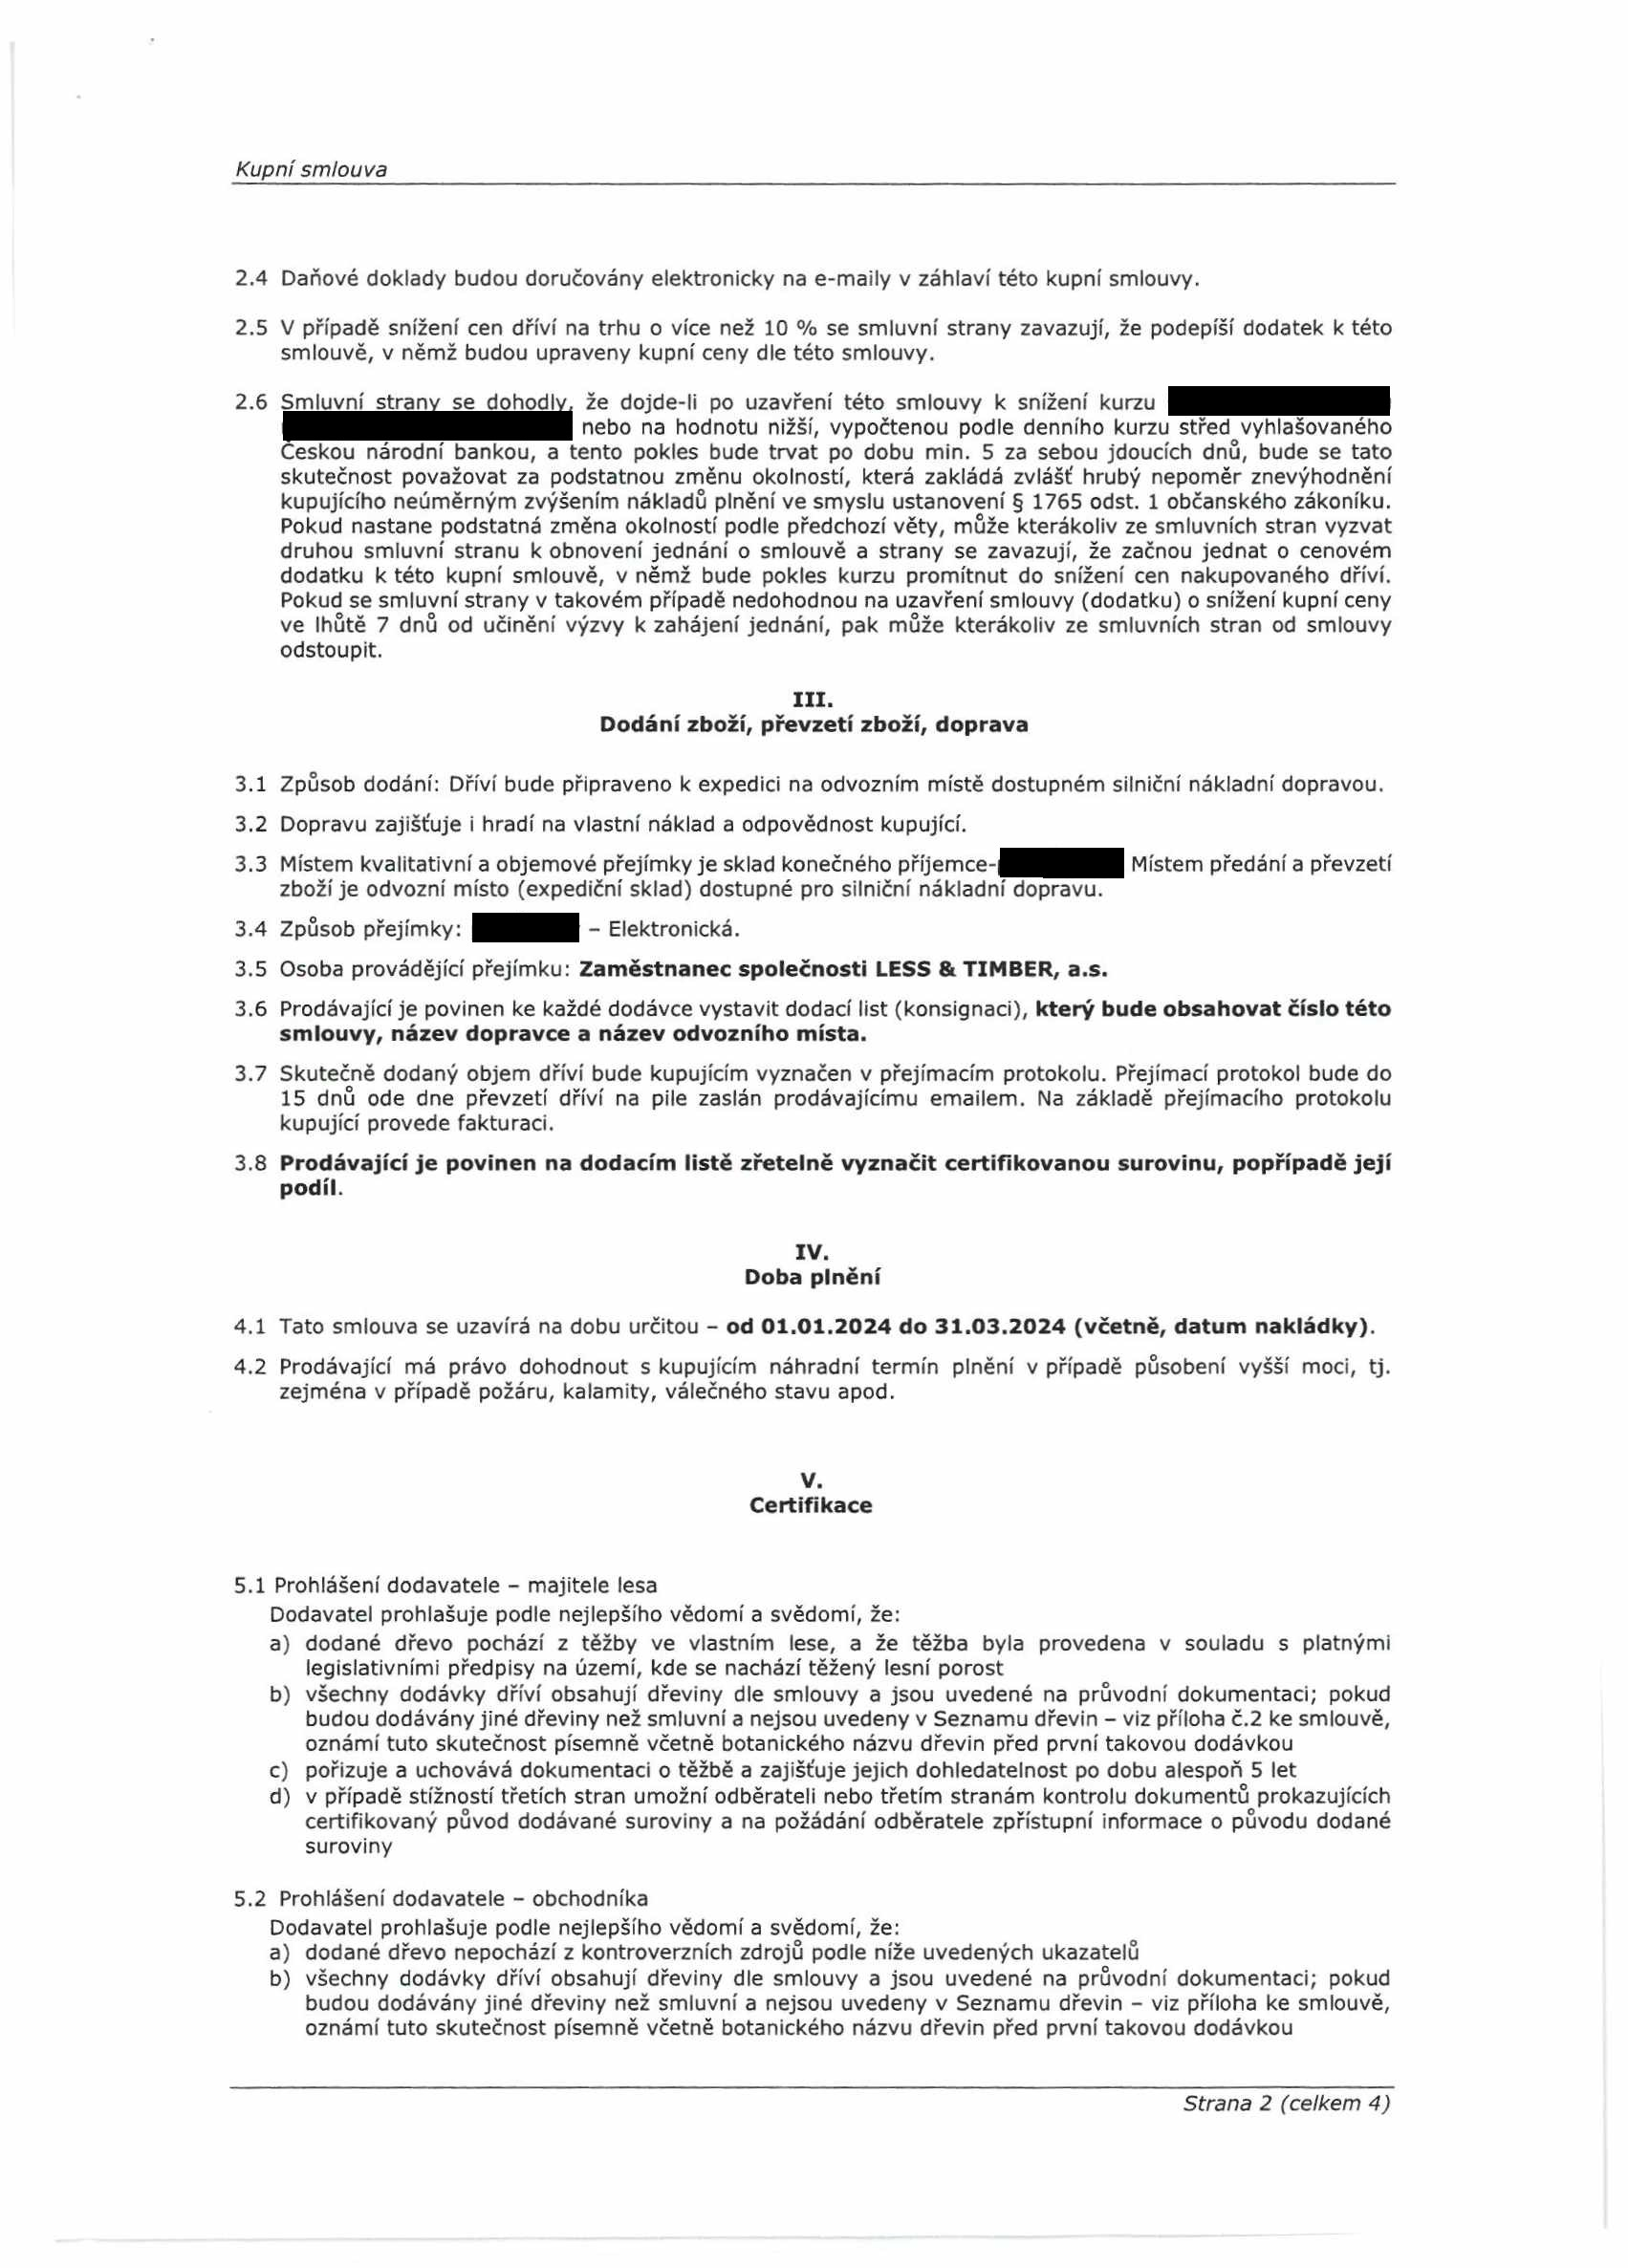 Kupní smlouva
2.4 Daňové doklady budou doručovány elektronicky na e-maily v záhlaví této kupní smlouvy.
2.5 V případě snížení cen dříví na trhu o více než 10 % se smluvní strany zavazují, že podepíší dodatek k této
smlouvě, v němž budou upraveny kupní ceny dle této smlouvy.
2.6 Smluvní strany se dohodly, že dojde-li po uzavření této smlouvy k snížení kurzu
nebo na hodnotu nižší, vypočtenou podle denního kurzu střed vyhlašovaného
Českou národní bankou, a tento pokles bude trvat po dobu min. 5 za sebou jdoucích dnů, bude se tato
skutečnost považovat za podstatnou změnu okolností, která zakládá zvlášť hrubý nepoměr znevýhodnění
kupujícího neúměrným zvýšením nákladů plnění ve smyslu ustanovení § 1765 odst. 1 občanského zákoníku.
Pokud nastane podstatná změna okolností podle předchozí věty, může kterákoliv ze smluvních stran vyzvat
druhou smluvní stranu k obnovení jednání o smlouvě a strany se zavazují, že začnou jednat o cenovém
dodatku k této kupní smlouvě, v němž bude pokles kurzu promítnut do snížení cen nakupovaného dříví.
Pokud se smluvní strany v takovém případě nedohodnou na uzavření smlouvy (dodatku) o snížení kupní ceny
ve lhůtě 7 dnů od učinění výzvy k zahájení jednání, pak může kterákoliv ze smluvních stran od smlouvy
odstoupit.
III.
Dodání zboží, převzetí zboží, doprava
3.1 Způsob dodání: Dříví bude připraveno k expedici na odvozním místě dostupném silniční nákladní dopravou.
3.2 Dopravu zajišťuje i hradí na vlastní náklad a odpovědnost kupující.
3.3 Místem kvalitativní a objemové přejímky je sklad konečného příjemce- Místem předání a převzetí
zboží je odvozní místo (expediční sklad) dostupné pro silniční nákladní dopravu.
3.4 Způsob přejímky: – Elektronická.
3.5 Osoba provádějící přejímku: Zaměstnanec společnosti LESS & TIMBER, a.s.
3.6 Prodávající je povinen ke každé dodávce vystavit dodací list (konsignaci), který bude obsahovat číslo této
smlouvy, název dopravce a název odvozního místa.
3.7 Skutečně dodaný objem dříví bude kupujícím vyznačen v přejímacím protokolu. Přejímací protokol bude do
15 dnů ode dne převzetí dříví na pile zaslán prodávajícímu emailem. Na základě přejímacího protokolu
kupující provede fakturaci.
3.8 Prodávající je povinen na dodacím listě zřetelně vyznačit certifikovanou surovinu, popřípadě její
podíl.
IV.
Doba plnění
4.1 Tato smlouva se uzavírá na dobu určitou – od 01.01.2024 do 31.03.2024 (včetně, datum nakládky).
4.2 Prodávající má právo dohodnout s kupujícím náhradní termín plnění v případě působení vyšší moci, tj.
zejména v případě požáru, kalamity, válečného stavu apod.
V.
Certifikace
5.1 Prohlášení dodavatele – majitele lesa
Dodavatel prohlašuje podle nejlepšího vědomí a svědomí, že:
a) dodané dřevo pochází z těžby ve vlastním lese, a že těžba byla provedena v souladu s platnými
legislativními předpisy na území, kde se nachází těžený lesní porost
b) všechny dodávky dříví obsahují dřeviny dle smlouvy a jsou uvedené na průvodní dokumentaci; pokud
budou dodávány jiné dřeviny než smluvní a nejsou uvedeny v Seznamu dřevin – viz příloha č.2 ke smlouvě,
oznámí tuto skutečnost písemně včetně botanického názvu dřevin před první takovou dodávkou
c) pořizuje a uchovává dokumentaci o těžbě a zajišťuje jejich dohledatelnost po dobu alespoň 5 let
d) v případě stížností třetích stran umožní odběrateli nebo třetím stranám kontrolu dokumentů prokazujících
certifikovaný původ dodávané suroviny a na požádání odběratele zpřístupní informace o původu dodané
suroviny
5.2 Prohlášení dodavatele – obchodníka
Dodavatel prohlašuje podle nejlepšího vědomí a svědomí, že:
a) dodané dřevo nepochází z kontroverzních zdrojů podle níže uvedených ukazatelů
b) všechny dodávky dříví obsahují dřeviny dle smlouvy a jsou uvedené na průvodní dokumentaci; pokud
budou dodávány jiné dřeviny než smluvní a nejsou uvedeny v Seznamu dřevin – viz příloha ke smlouvě,
oznámí tuto skutečnost písemně včetně botanického názvu dřevin před první takovou dodávkou
Strana 2 (celkem 4)